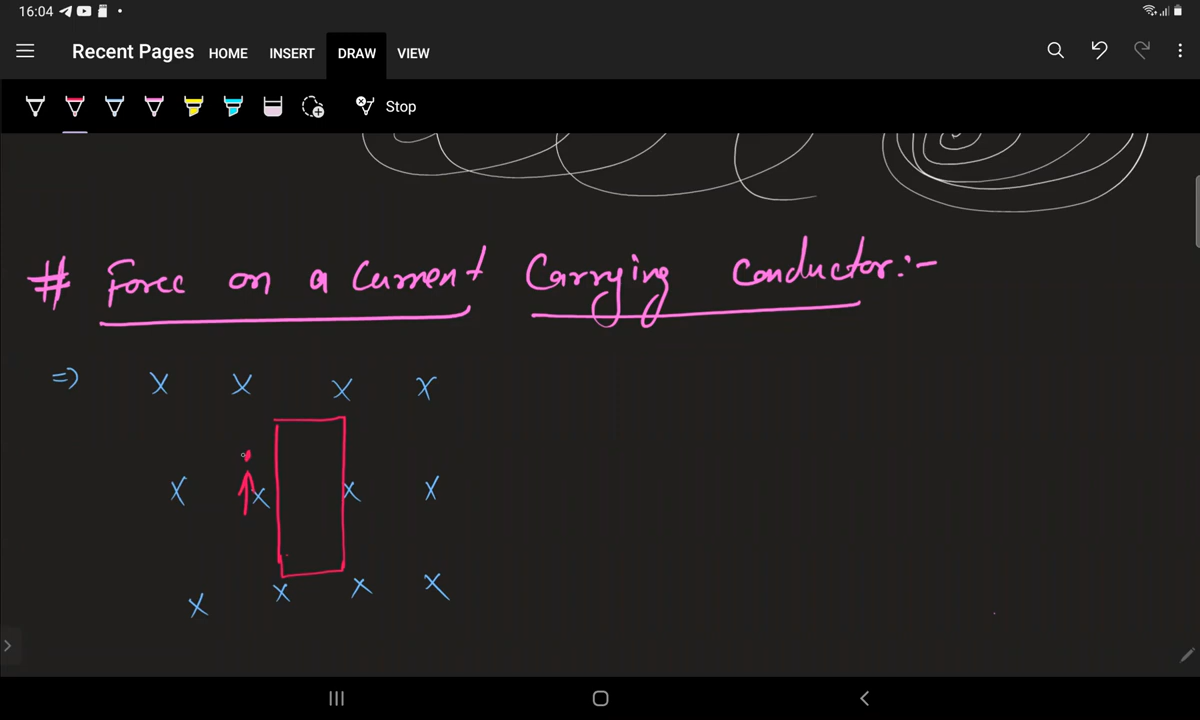 16:04
Recent Pages HOME INSERT DRAW VIEW
Stop
# Force on a Current Carrying Conductor:-
=> X X X X
X X X X
X X X X